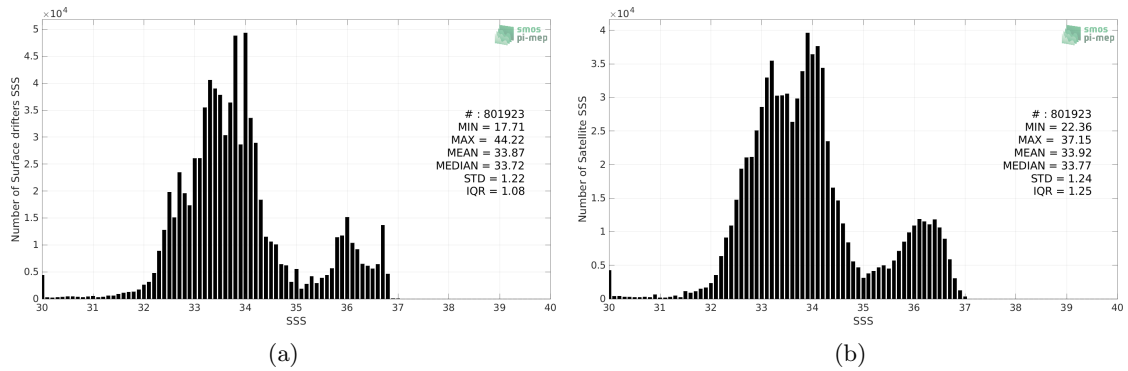 ×10⁴
5
4.5
4
3.5
3
2.5
2
1.5
1
0.5
0
Number of Surface drifters SSS
smos
pi-mep
# : 801923
MIN = 17.71
MAX = 44.22
MEAN = 33.87
MEDIAN = 33.72
STD = 1.22
IQR = 1.08
30 31 32 33 34 35 36 37 38 39 40
SSS
(a)
×10⁴
4
3.5
3
2.5
2
1.5
1
0.5
0
Number of Satellite SSS
smos
pi-mep
# : 801923
MIN = 22.36
MAX = 37.15
MEAN = 33.92
MEDIAN = 33.77
STD = 1.24
IQR = 1.25
30 31 32 33 34 35 36 37 38 39 40
SSS
(b)